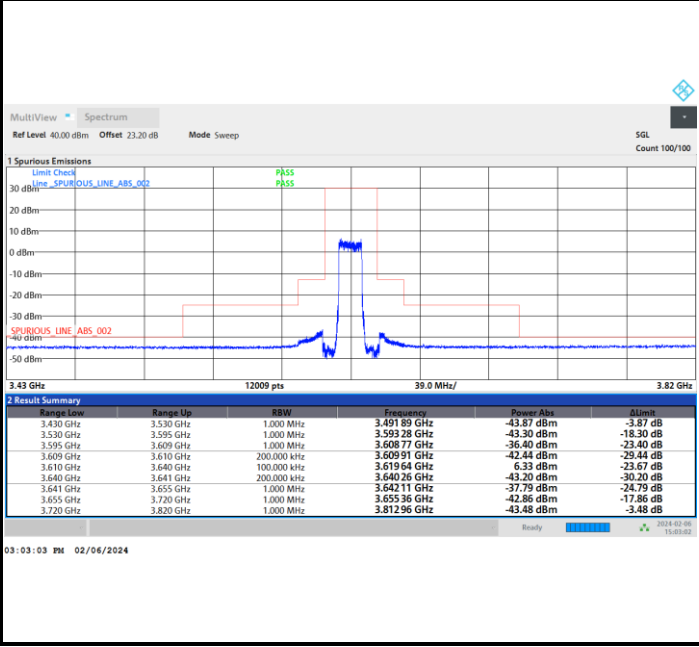 MultiView Spectrum
Ref Level 40.00 dBm Offset 23.20 dB Mode Sweep SGL
Count 100/100
1 Spurious Emissions
Limit Check PASS
Line _SPURIOUS_LINE_ABS_002 PASS
30 dBm
20 dBm
10 dBm
0 dBm
-10 dBm
-20 dBm
-30 dBm
_SPURIOUS_LINE_ABS_002
-40 dBm
-50 dBm
3.43 GHz 12009 pts 39.0 MHz/ 3.82 GHz
2 Result Summary
Range Low Range Up RBW Frequency Power Abs ΔLimit
3.430 GHz 3.530 GHz 1.000 MHz 3.491 89 GHz -43.87 dBm -3.87 dB
3.530 GHz 3.595 GHz 1.000 MHz 3.593 28 GHz -43.30 dBm -18.30 dB
3.595 GHz 3.609 GHz 1.000 MHz 3.608 77 GHz -36.40 dBm -23.40 dB
3.609 GHz 3.610 GHz 200.000 kHz 3.609 91 GHz -42.44 dBm -29.44 dB
3.610 GHz 3.640 GHz 100.000 kHz 3.619 64 GHz 6.33 dBm -23.67 dB
3.640 GHz 3.641 GHz 200.000 kHz 3.640 26 GHz -43.20 dBm -30.20 dB
3.641 GHz 3.655 GHz 1.000 MHz 3.642 11 GHz -37.79 dBm -24.79 dB
3.655 GHz 3.720 GHz 1.000 MHz 3.655 36 GHz -42.86 dBm -17.86 dB
3.720 GHz 3.820 GHz 1.000 MHz 3.812 96 GHz -43.48 dBm -3.48 dB
Ready 2024-02-06
15:03:02
03:03:03 PM 02/06/2024